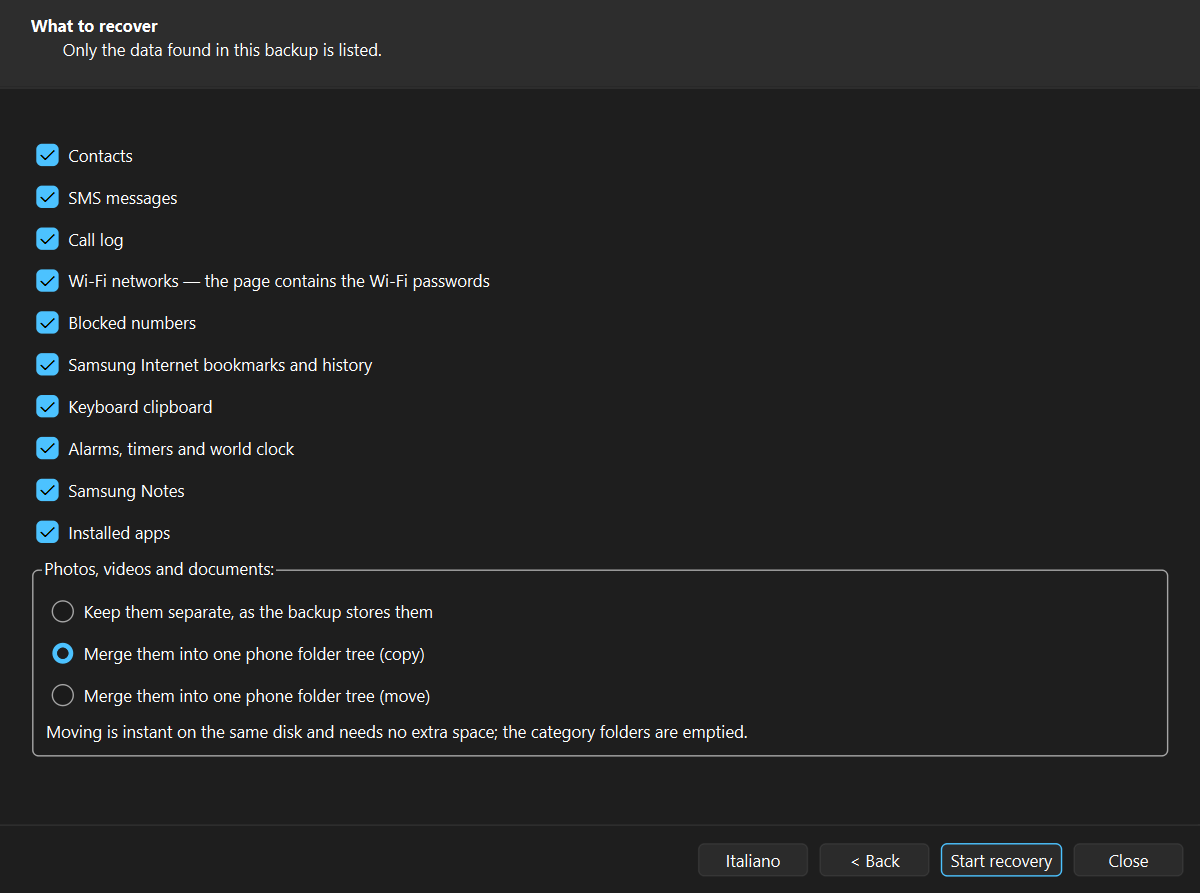 What to recover
Only the data found in this backup is listed.
Contacts
SMS messages
Call log
Wi-Fi networks — the page contains the Wi-Fi passwords
Blocked numbers
Samsung Internet bookmarks and history
Keyboard clipboard
Alarms, timers and world clock
Samsung Notes
Installed apps
Photos, videos and documents:
Keep them separate, as the backup stores them
Merge them into one phone folder tree (copy)
Merge them into one phone folder tree (move)
Moving is instant on the same disk and needs no extra space; the category folders are emptied.
Italiano
< Back
Start recovery
Close